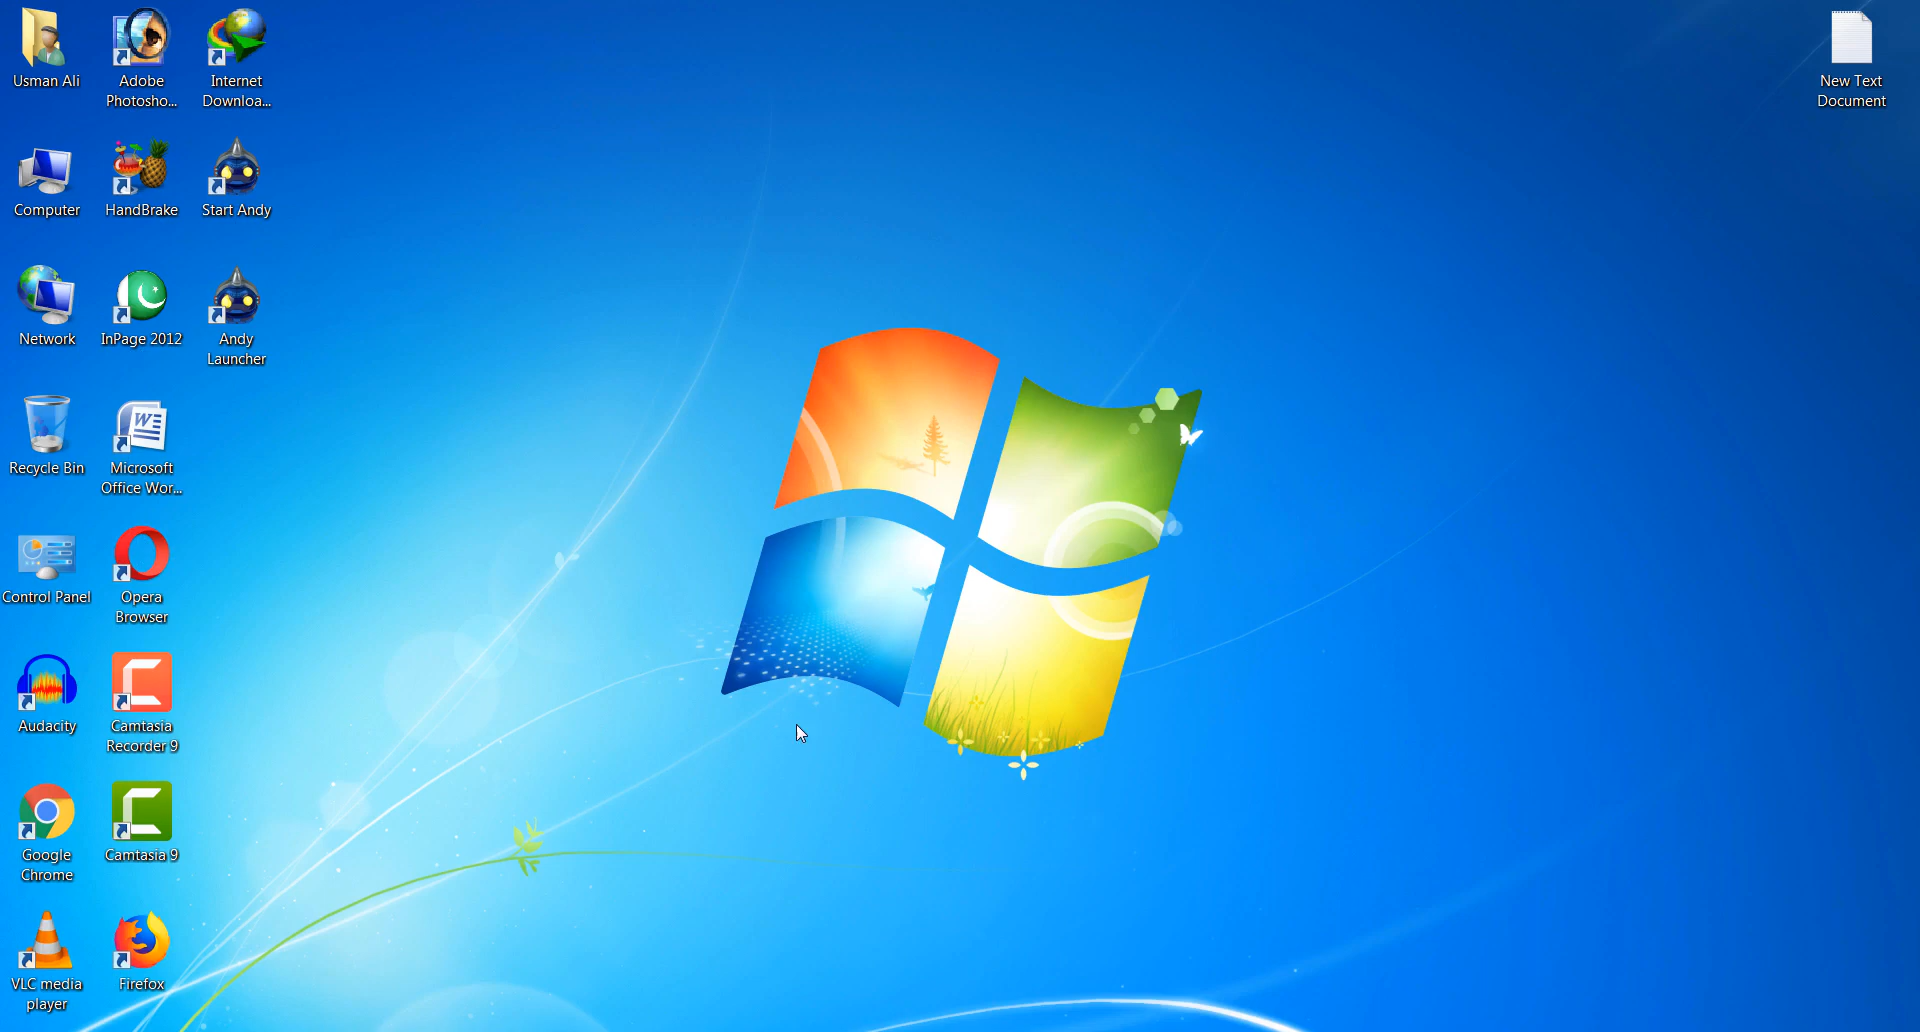 Usman Ali
Adobe
Photosho...
Internet
Downloa...
New Text
Document
Computer
HandBrake
Start Andy
Network
InPage 2012
Andy
Launcher
Recycle Bin
Microsoft
Office Wor...
Control Panel
Opera
Browser
Audacity
Camtasia
Recorder 9
Google
Chrome
Camtasia 9
VLC media
player
Firefox